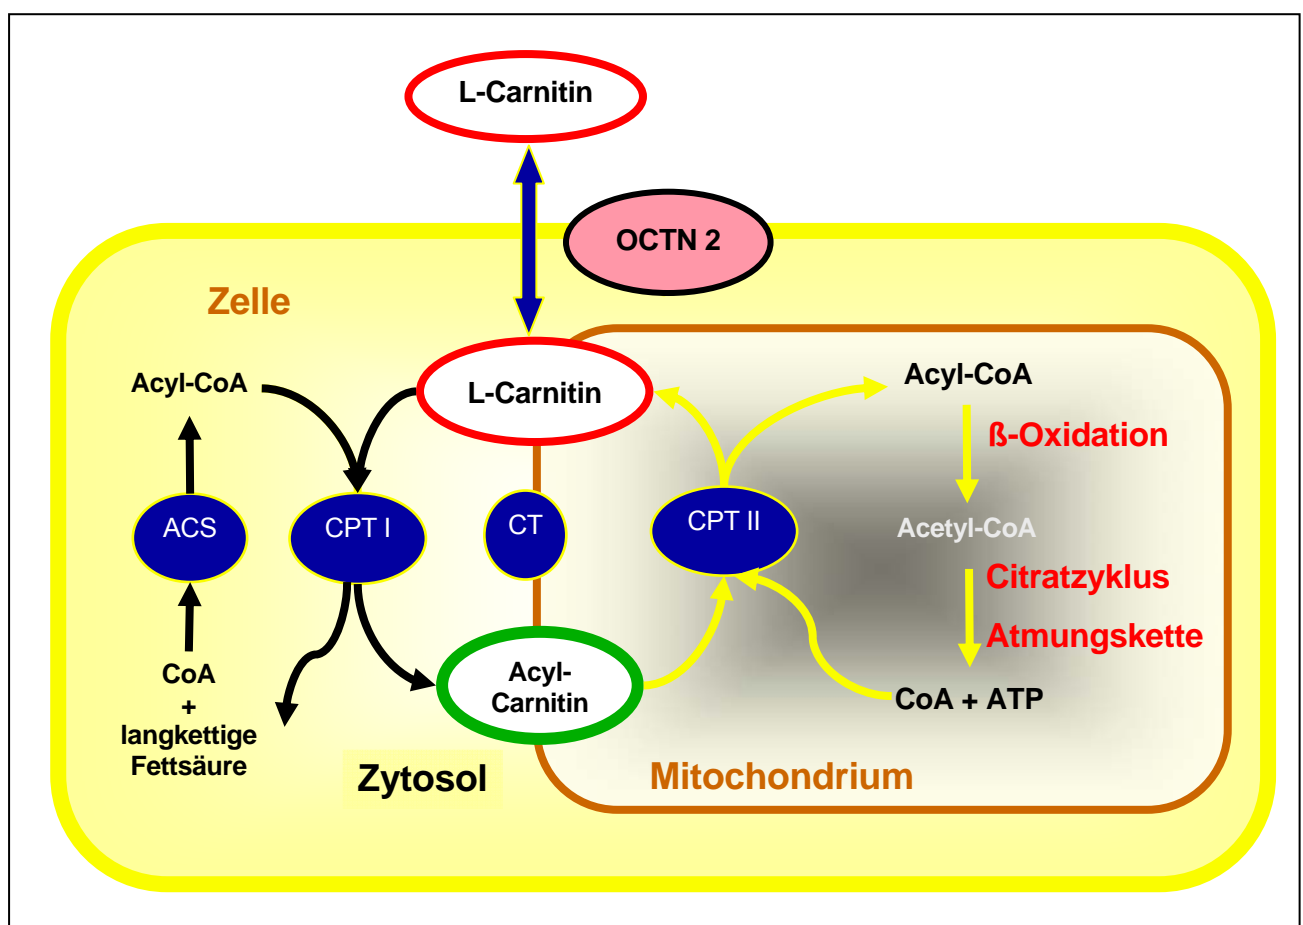 L-Carnitin
OCTN 2
Zelle
L-Carnitin
Acyl-CoA
Acyl-CoA
ß-Oxidation
ACS
CPT I
CT
CPT II
Acetyl-CoA
Citratzyklus
Atmungskette
CoA
+
langkettige
Fettsäure
Acyl-
Carnitin
CoA + ATP
Zytosol
Mitochondrium